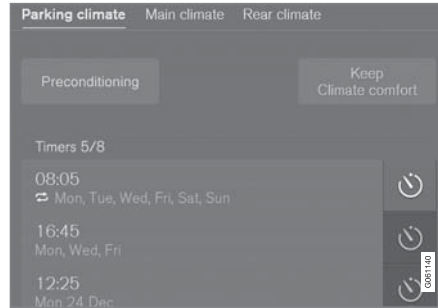 Parking climate Main climate Rear climate
Preconditioning
Keep
Climate comfort
Timers 5/8
08:05
Mon, Tue, Wed, Fri, Sat, Sun
16:45
Mon, Wed, Fri
12:25
Mon 24 Dec
G061140